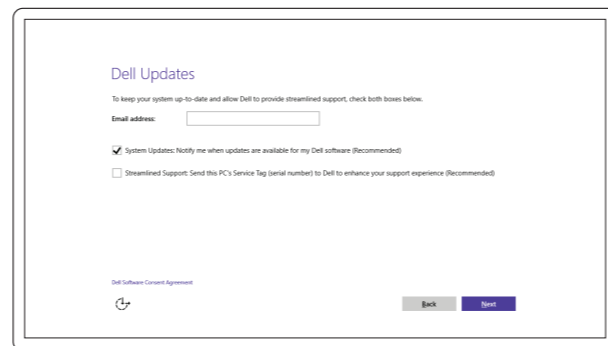 Dell Updates
To keep your system up-to-date and allow Dell to provide streamlined support, check both boxes below.
Email address:
System Updates: Notify me when updates are available for my Dell software (Recommended)
Streamlined Support: Send this PC's Service Tag (serial number) to Dell to enhance your support experience (Recommended)
Dell Software Consent Agreement
Back
Next